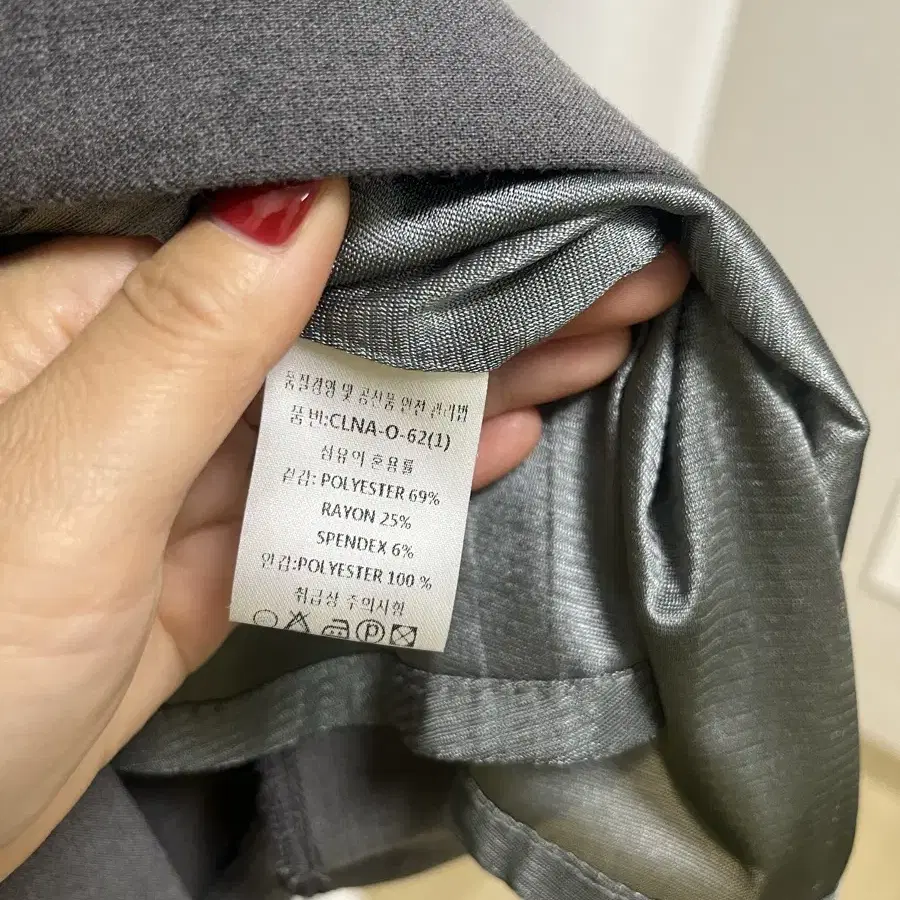 품질경영 및 공산품 안전 관리법
품 번:CLNA-O-62(1)
섬유의 혼용률
겉감: POLYESTER 69%
RAYON 25%
SPENDEX 6%
안감:POLYESTER 100 %
취급상 주의사형